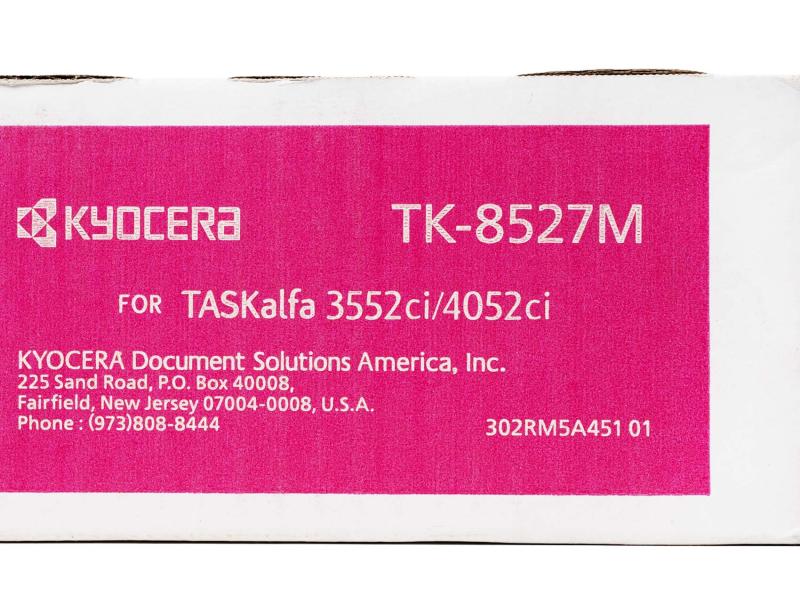 KYOCERA
TK-8527M
FOR TASKalfa 3552ci/4052ci
KYOCERA Document Solutions America, Inc.
225 Sand Road, P.O. Box 40008,
Fairfield, New Jersey 07004-0008, U.S.A.
Phone : (973)808-8444
302RM5A451 01